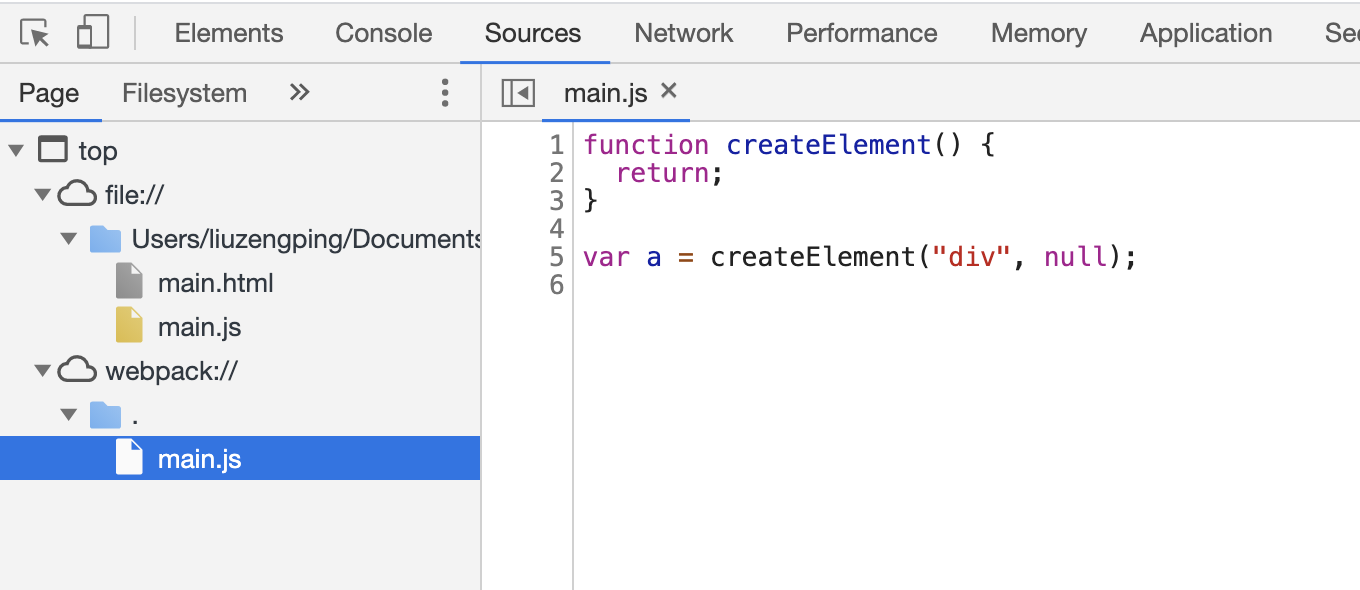 Elements Console Sources Network Performance Memory Application Sec
Page Filesystem » main.js ×
top
file://
Users/liuzengping/Documents
main.html
main.js
webpack://
.
main.js
1 function createElement() {
2   return;
3 }
4
5 var a = createElement("div", null);
6